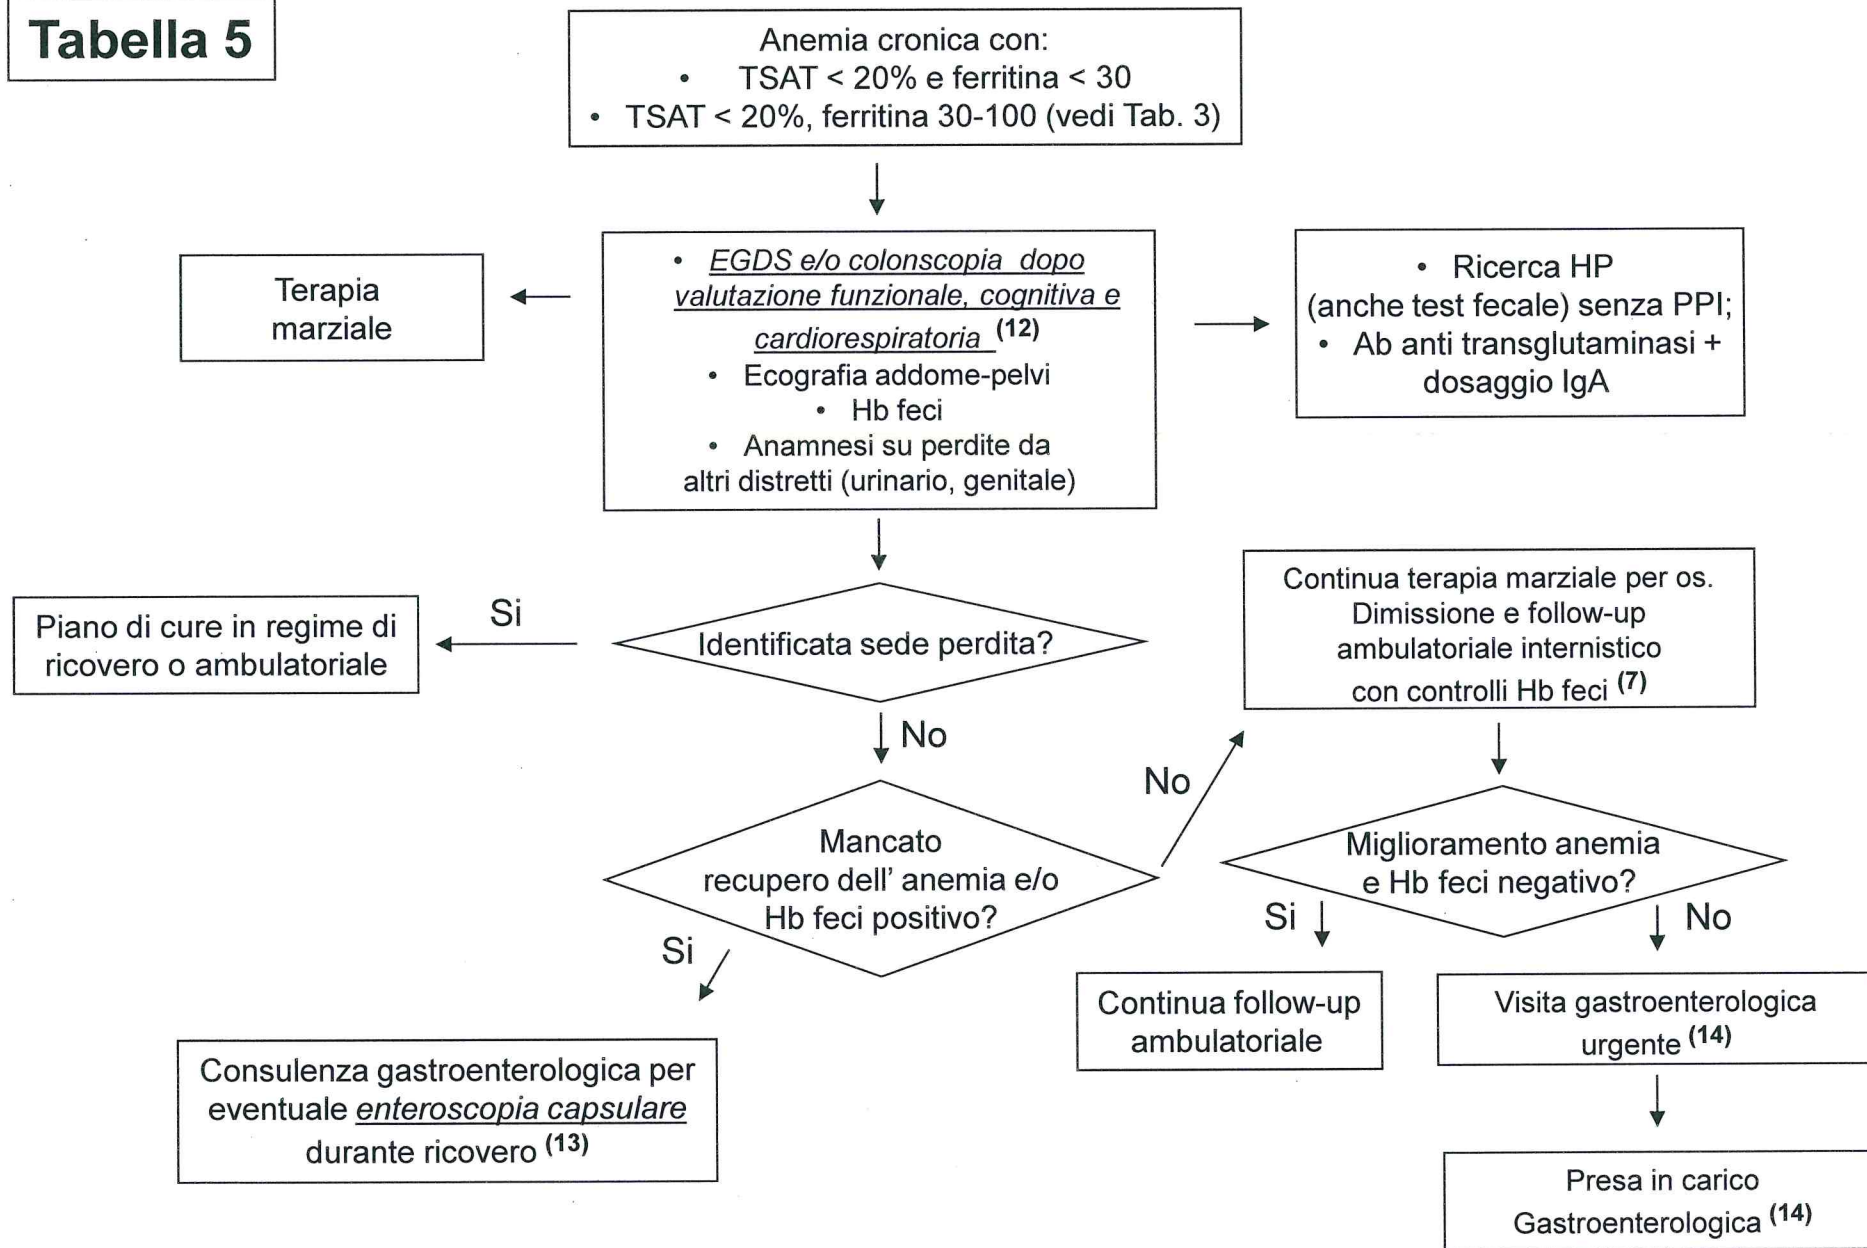 Tabella 5
Anemia cronica con:
• TSAT < 20% e ferritina < 30
• TSAT < 20%, ferritina 30-100 (vedi Tab. 3)
Terapia
marziale
• EGDS e/o colonscopia dopo
valutazione funzionale, cognitiva e
cardiorespiratoria (12)
• Ecografia addome-pelvi
• Hb feci
• Anamnesi su perdite da
altri distretti (urinario, genitale)
• Ricerca HP
(anche test fecale) senza PPI;
• Ab anti transglutaminasi +
dosaggio IgA
Piano di cure in regime di
ricovero o ambulatoriale
Si
Identificata sede perdita?
Continua terapia marziale per os.
Dimissione e follow-up
ambulatoriale internistico
con controlli Hb feci (7)
No
No
Mancato
recupero dell' anemia e/o
Hb feci positivo?
Miglioramento anemia
e Hb feci negativo?
Si
Si
No
Consulenza gastroenterologica per
eventuale enteroscopia capsulare
durante ricovero (13)
Continua follow-up
ambulatoriale
Visita gastroenterologica
urgente (14)
Presa in carico
Gastroenterologica (14)